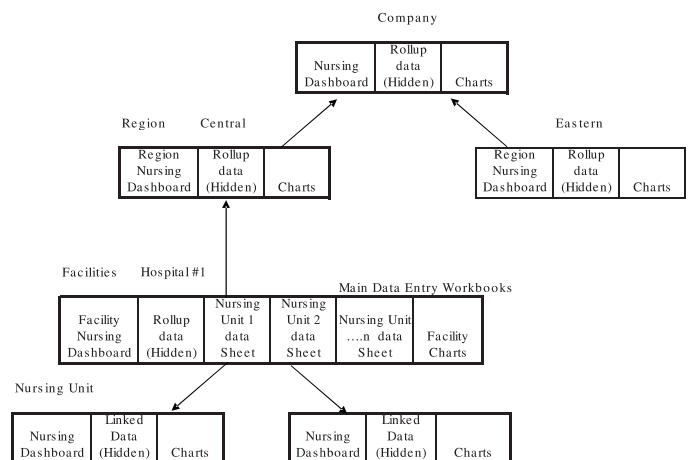 Company
Nursing Dashboard
Rollup data (Hidden)
Charts
Region Central
Eastern
Region Nursing Dashboard
Rollup data (Hidden)
Charts
Region Nursing Dashboard
Rollup data (Hidden)
Charts
Facilities Hospital #1
Main Data Entry Workbooks
Facility Nursing Dashboard
Rollup data (Hidden)
Nursing Unit 1 data Sheet
Nursing Unit 2 data Sheet
Nursing Unit ....n data Sheet
Facility Charts
Nursing Unit
Nursing Dashboard
Linked Data (Hidden)
Charts
Nursing Dashboard
Linked Data (Hidden)
Charts